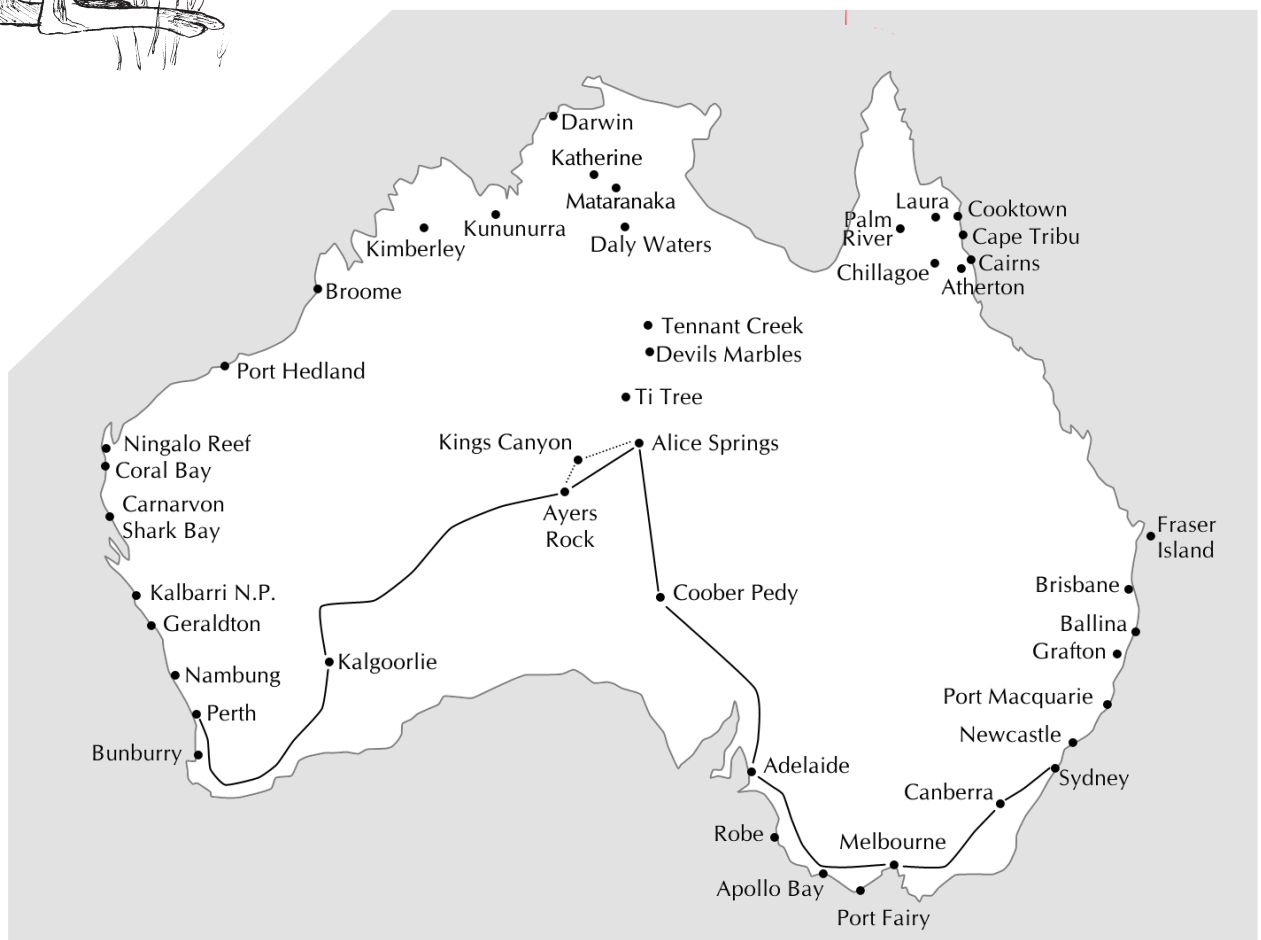 Darwin
Katherine
Mataranaka
Kununurra
Kimberley
Daly Waters
Laura
Cooktown
Palm
River
Cape Tribu
Cairns
Chillagoe
Atherton
Broome
Tennant Creek
Devils Marbles
Port Hedland
Ti Tree
Ningalo Reef
Coral Bay
Kings Canyon
Alice Springs
Carnarvon
Shark Bay
Ayers
Rock
Fraser
Island
Kalbarri N.P.
Coober Pedy
Brisbane
Geraldton
Ballina
Grafton
Kalgoorlie
Nambung
Port Macquarie
Perth
Newcastle
Bunburry
Adelaide
Sydney
Canberra
Robe
Melbourne
Apollo Bay
Port Fairy